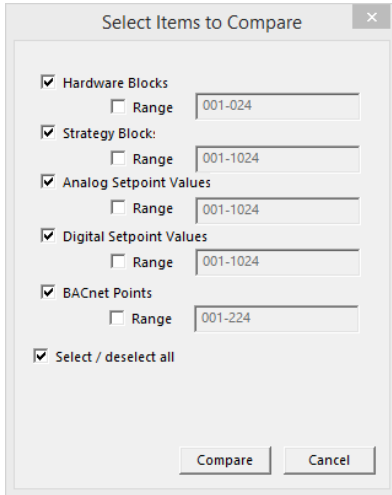 Select Items to Compare
Hardware Blocks
Range 001-024
Strategy Blocks
Range 001-1024
Analog Setpoint Values
Range 001-1024
Digital Setpoint Values
Range 001-1024
BACnet Points
Range 001-224
Select / deselect all
Compare Cancel